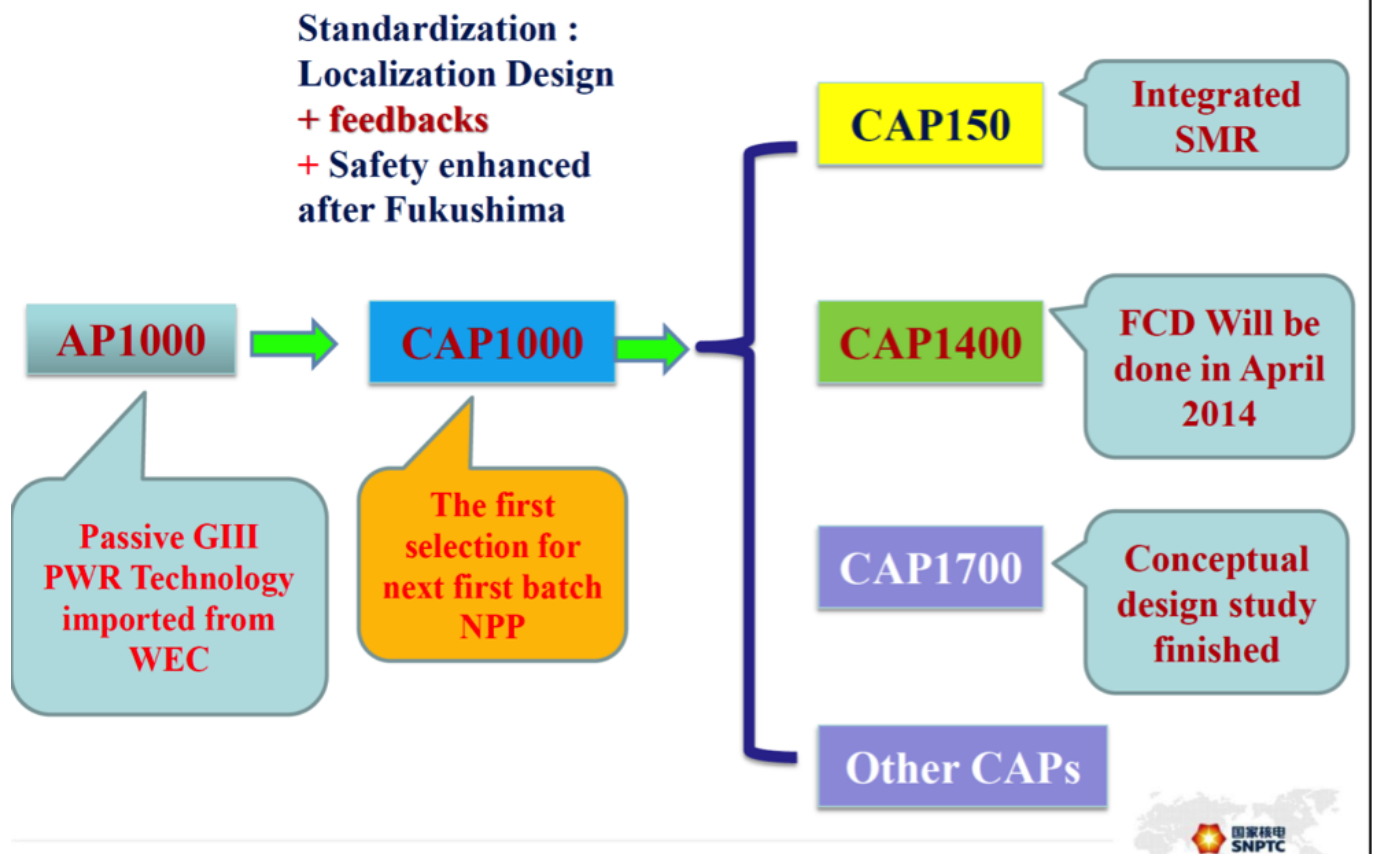 Standardization :
Localization Design
+ feedbacks
+ Safety enhanced
after Fukushima
AP1000
CAP1000
CAP150
Integrated
SMR
CAP1400
FCD Will be
done in April
2014
CAP1700
Conceptual
design study
finished
Other CAPs
Passive GIII
PWR Technology
imported from
WEC
The first
selection for
next first batch
NPP
国家核电
SNPTC